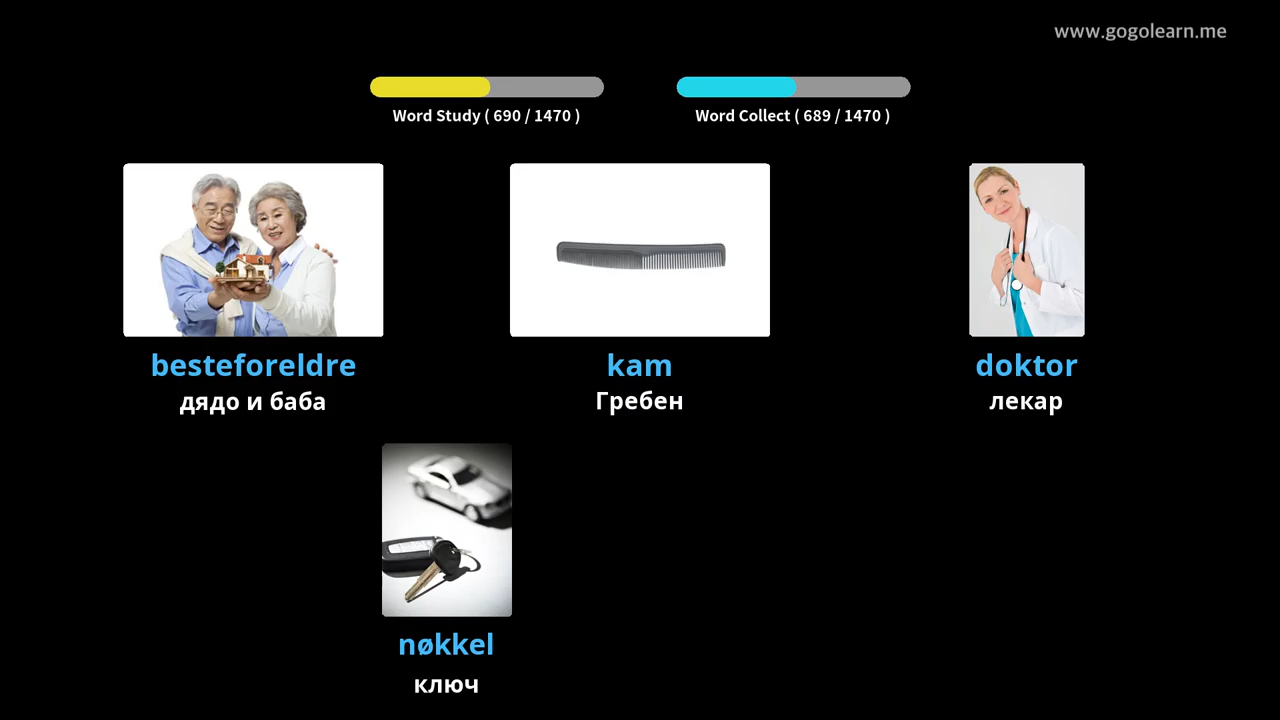 www.gogolearn.me
Word Study ( 690 / 1470 )
Word Collect ( 689 / 1470 )
besteforeldre
дядо и баба
kam
Гребен
doktor
лекар
nøkkel
ключ